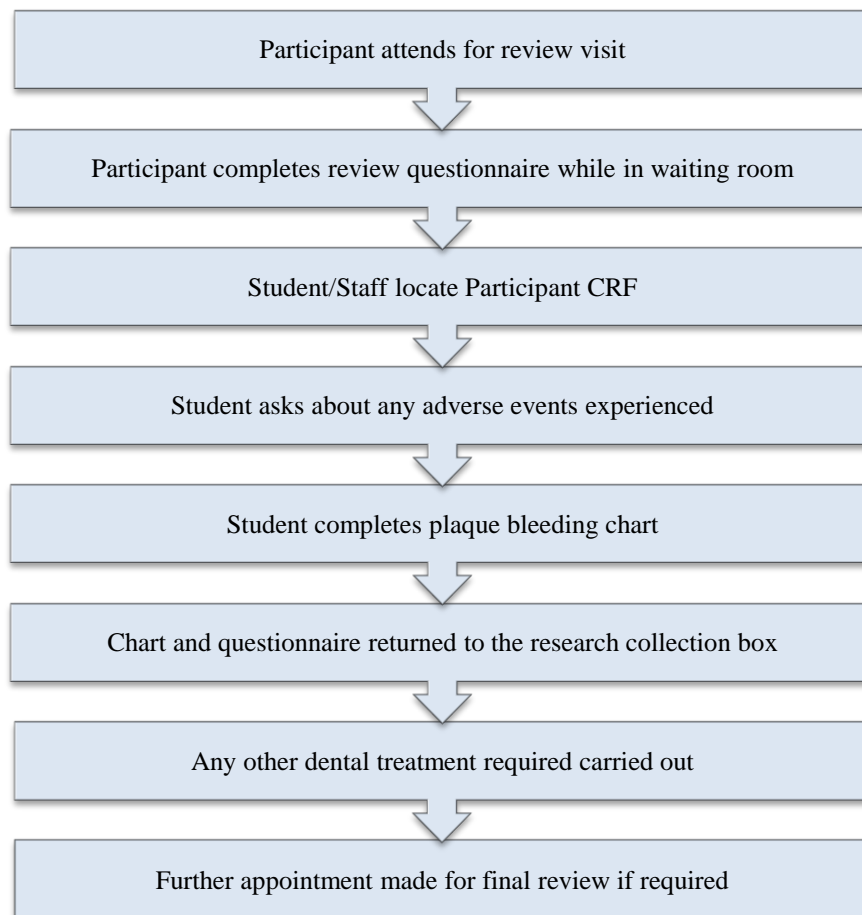 Participant attends for review visit
Participant completes review questionnaire while in waiting room
Student/Staff locate Participant CRF
Student asks about any adverse events experienced
Student completes plaque bleeding chart
Chart and questionnaire returned to the research collection box
Any other dental treatment required carried out
Further appointment made for final review if required